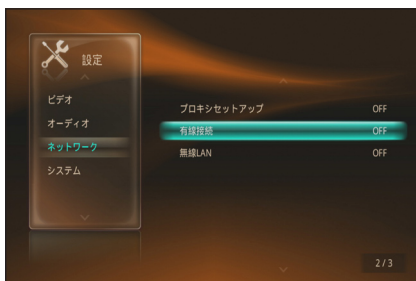 設定
ビデオ
オーディオ
ネットワーク
システム
プロキシセットアップ OFF
有線接続 OFF
無線LAN OFF
2/3